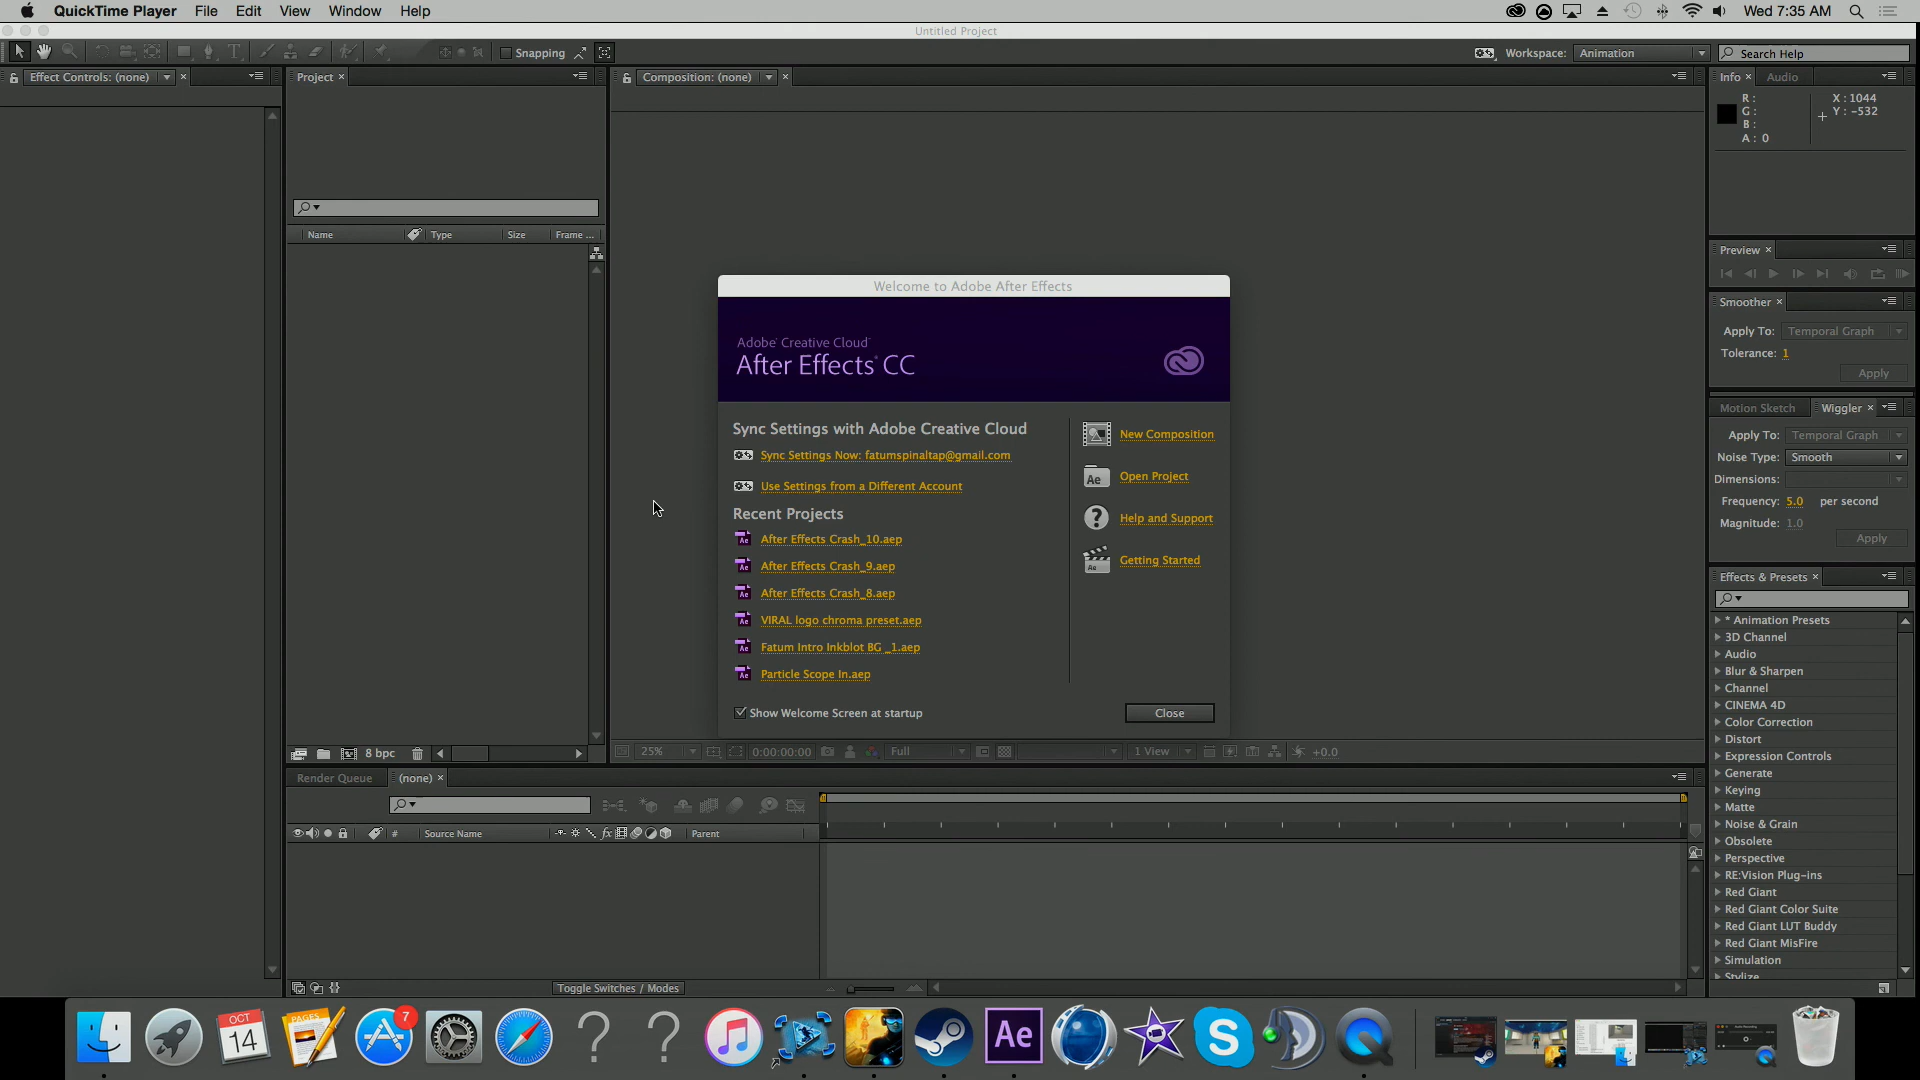 QuickTime Player File Edit View Window Help
Wed 7:35 AM
Untitled Project
Snapping
Workspace: Animation
Search Help
Effect Controls: (none)
Project
Composition: (none)
Info Audio
R :
G :
B :
A : 0
X : 1044
Y : -532
Name Type Size Frame ...
Preview
Smoother
Apply To: Temporal Graph
Tolerance: 1
Apply
Motion Sketch Wiggler
Apply To: Temporal Graph
Noise Type: Smooth
Dimensions:
Frequency: 5.0 per second
Magnitude: 1.0
Apply
Welcome to Adobe After Effects
Adobe Creative Cloud
After Effects CC
Sync Settings with Adobe Creative Cloud
Sync Settings Now: fatumspinaltap@gmail.com
Use Settings from a Different Account
Recent Projects
After Effects Crash_10.aep
After Effects Crash_9.aep
After Effects Crash_8.aep
VIRAL logo chroma preset.aep
Fatum Intro Inkblot BG _1.aep
Particle Scope In.aep
New Composition
Ae Open Project
? Help and Support
Getting Started
Show Welcome Screen at startup
Close
Effects & Presets
* Animation Presets
3D Channel
Audio
Blur & Sharpen
Channel
CINEMA 4D
Color Correction
Distort
Expression Controls
Generate
Keying
Matte
Noise & Grain
Obsolete
Perspective
RE:Vision Plug-ins
Red Giant
Red Giant Color Suite
Red Giant LUT Buddy
Red Giant MisFire
Simulation
Stylize
8 bpc
25% 0:00:00:00 Full 1 View +0.0
Render Queue (none)
# Source Name fx Parent
Toggle Switches / Modes
OCT
14
PAGES
7
? ?
Ae
S